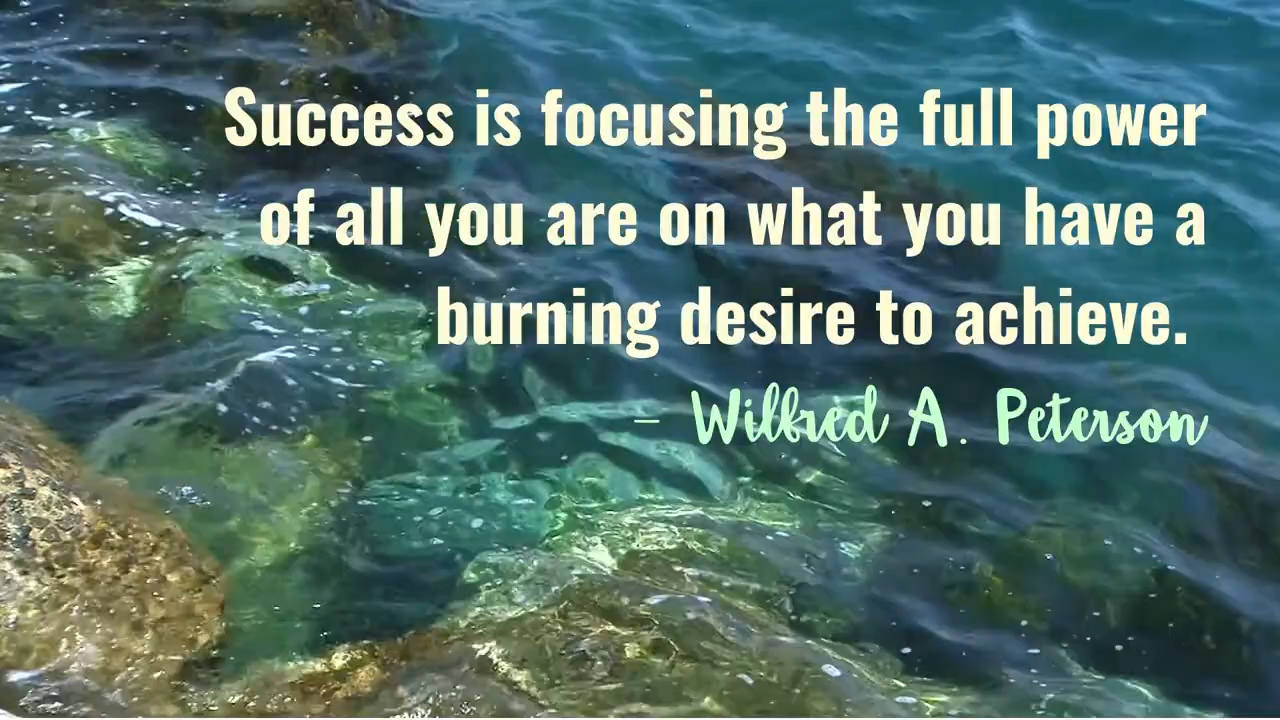 Success is focusing the full power
of all you are on what you have a
burning desire to achieve.
– Wilfred A. Peterson